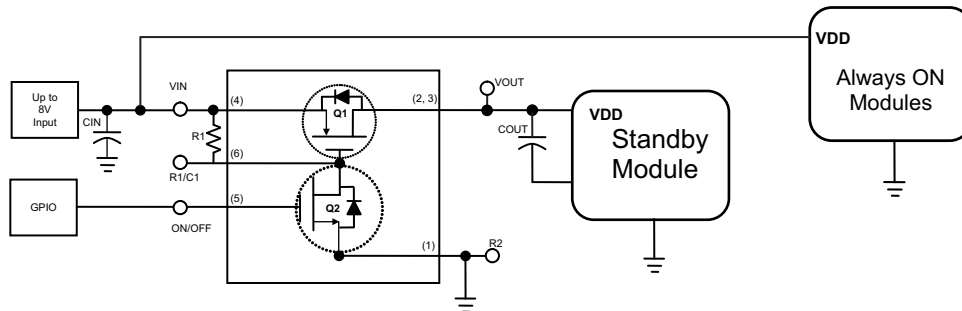 VDD
Always ON
Modules
Up to
8V
Input
CIN
VIN
(4)
Q1
(2, 3)
VOUT
R1
COUT
VDD
Standby
Module
R1/C1
(6)
GPIO
ON/OFF
(5)
Q2
(1)
R2